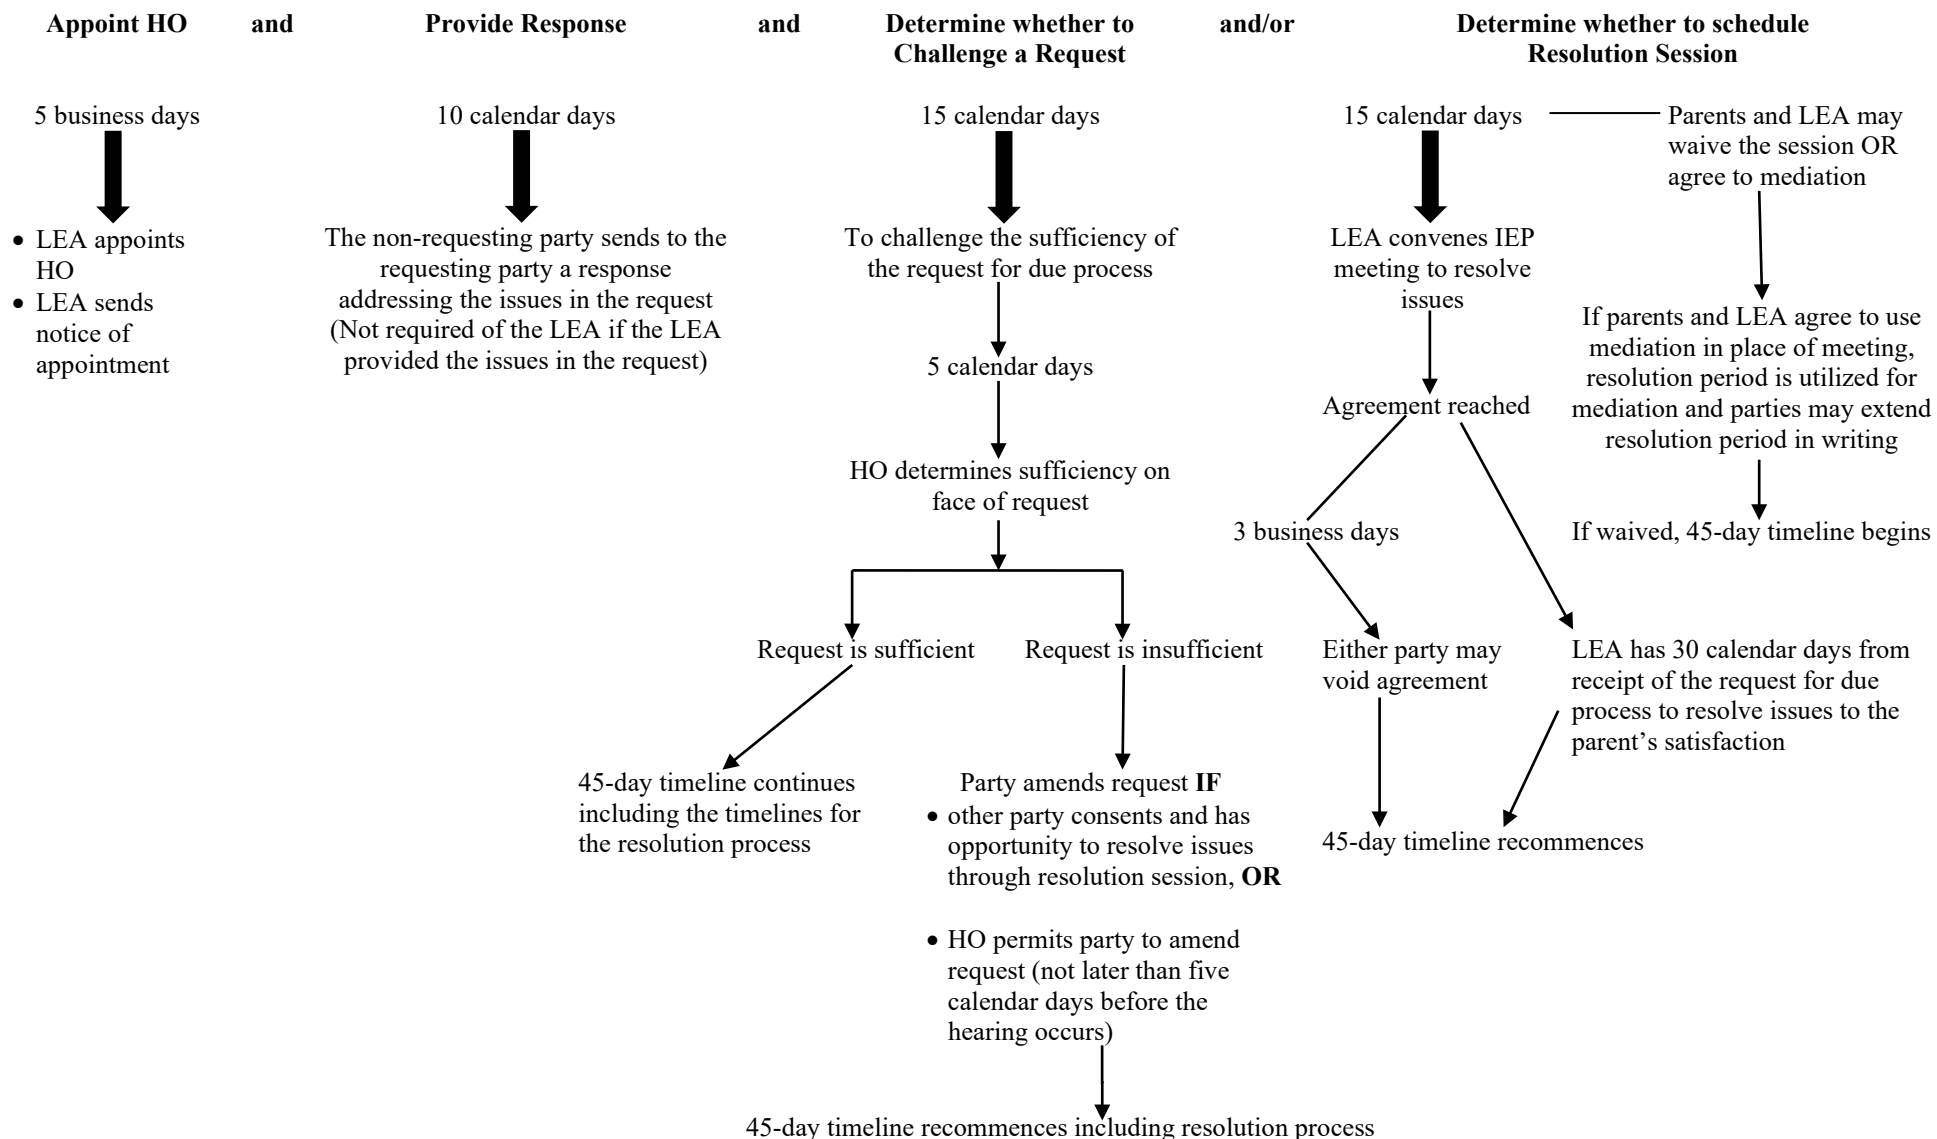 Appoint HO and Provide Response and Determine whether to Challenge a Request and/or Determine whether to schedule Resolution Session
5 business days
• LEA appoints
HO
• LEA sends
notice of
appointment
10 calendar days
The non-requesting party sends to the
requesting party a response
addressing the issues in the request
(Not required of the LEA if the LEA
provided the issues in the request)
15 calendar days
To challenge the sufficiency of
the request for due process
5 calendar days
HO determines sufficiency on
face of request
Request is sufficient
45-day timeline continues
including the timelines for
the resolution process
Request is insufficient
Party amends request IF
• other party consents and has
opportunity to resolve issues
through resolution session, OR
• HO permits party to amend
request (not later than five
calendar days before the
hearing occurs)
45-day timeline recommences including resolution process
15 calendar days
LEA convenes IEP
meeting to resolve
issues
Agreement reached
3 business days
Either party may
void agreement
LEA has 30 calendar days from
receipt of the request for due
process to resolve issues to the
parent’s satisfaction
45-day timeline recommences
Parents and LEA may
waive the session OR
agree to mediation
If parents and LEA agree to use
mediation in place of meeting,
resolution period is utilized for
mediation and parties may extend
resolution period in writing
If waived, 45-day timeline begins